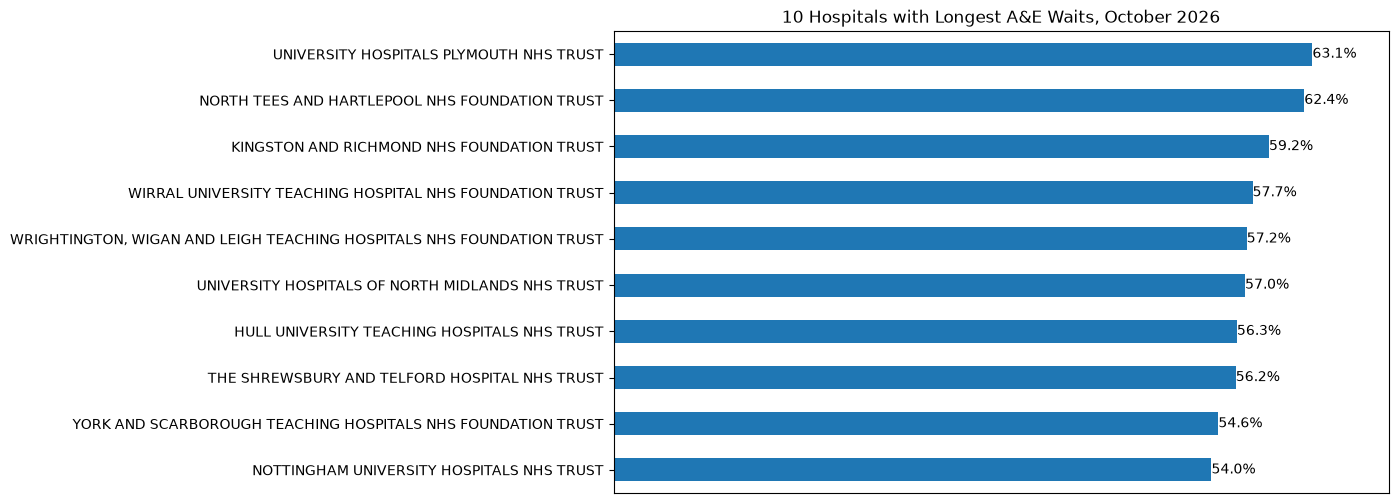 10 Hospitals with Longest A&E Waits, October 2026
UNIVERSITY HOSPITALS PLYMOUTH NHS TRUST 63.1%
NORTH TEES AND HARTLEPOOL NHS FOUNDATION TRUST 62.4%
KINGSTON AND RICHMOND NHS FOUNDATION TRUST 59.2%
WIRRAL UNIVERSITY TEACHING HOSPITAL NHS FOUNDATION TRUST 57.7%
WRIGHTINGTON, WIGAN AND LEIGH TEACHING HOSPITALS NHS FOUNDATION TRUST 57.2%
UNIVERSITY HOSPITALS OF NORTH MIDLANDS NHS TRUST 57.0%
HULL UNIVERSITY TEACHING HOSPITALS NHS TRUST 56.3%
THE SHREWSBURY AND TELFORD HOSPITAL NHS TRUST 56.2%
YORK AND SCARBOROUGH TEACHING HOSPITALS NHS FOUNDATION TRUST 54.6%
NOTTINGHAM UNIVERSITY HOSPITALS NHS TRUST 54.0%